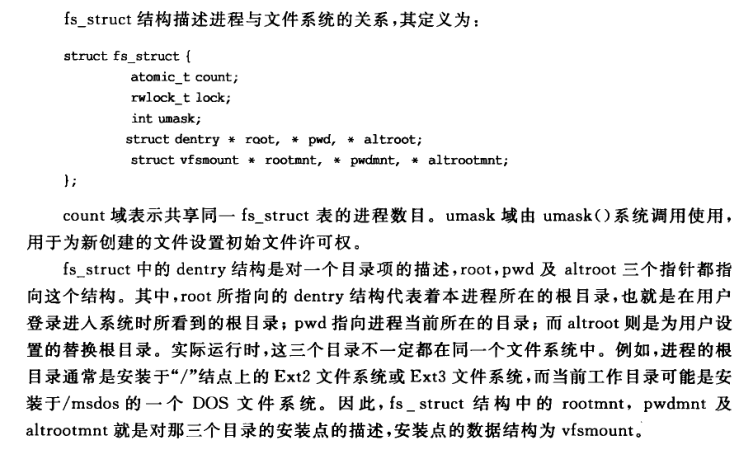 fs_struct 结构描述进程与文件系统的关系,其定义为:
struct fs_struct {
atomic_t count;
rwlock_t lock;
int umask;
struct dentry * root, * pwd, * altroot;
struct vfsmount * rootmnt, * pwdmnt, * altrootmnt;
};
count 域表示共享同一 fs_struct 表的进程数目。umask 域由 umask()系统调用使用,
用于为新创建的文件设置初始文件许可权。
fs_struct 中的 dentry 结构是对一个目录项的描述,root,pwd 及 altroot 三个指针都指
向这个结构。其中,root 所指向的 dentry 结构代表着本进程所在的根目录,也就是在用户
登录进入系统时所看到的根目录;pwd 指向进程当前所在的目录;而 altroot 则是为用户设
置的替换根目录。实际运行时,这三个目录不一定都在同一个文件系统中。例如,进程的根
目录通常是安装于“/”结点上的 Ext2 文件系统或 Ext3 文件系统,而当前工作目录可能是安
装于/msdos 的一个 DOS 文件系统。因此,fs_struct 结构中的 rootmnt, pwdmnt 及
altrootmnt 就是对那三个目录的安装点的描述,安装点的数据结构为 vfsmount。